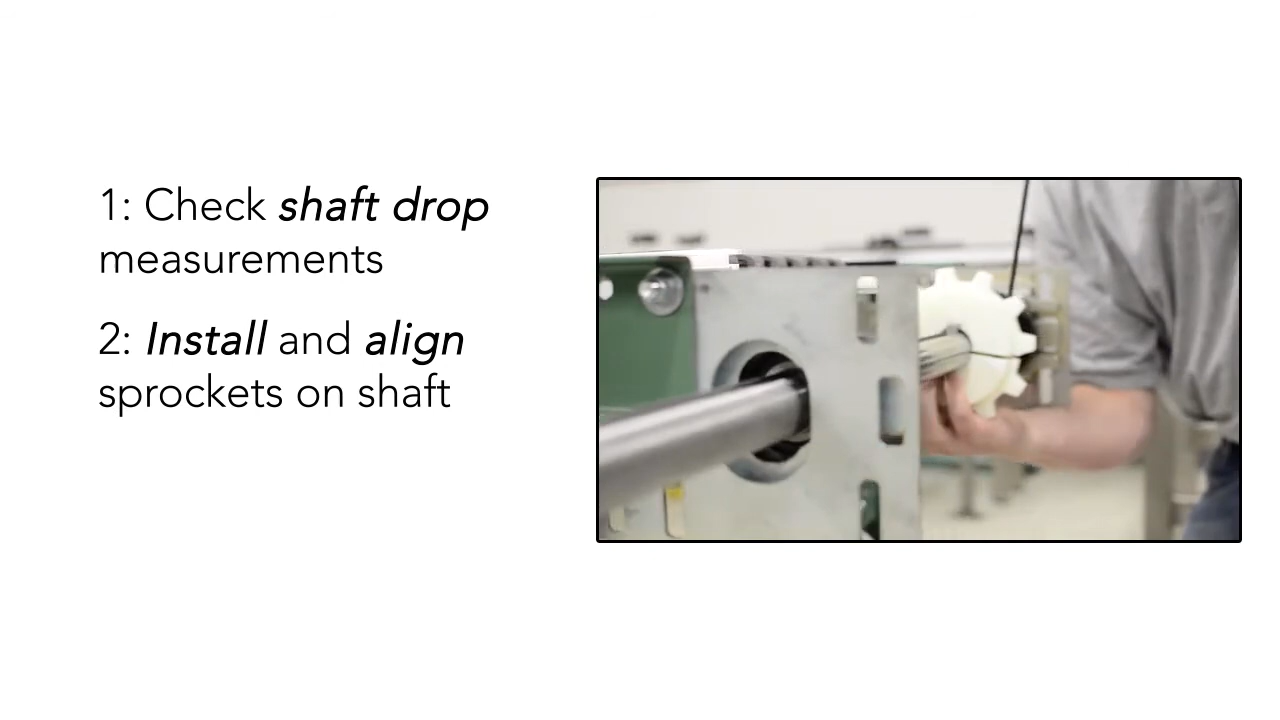 1: Check shaft drop
measurements
2: Install and align
sprockets on shaft